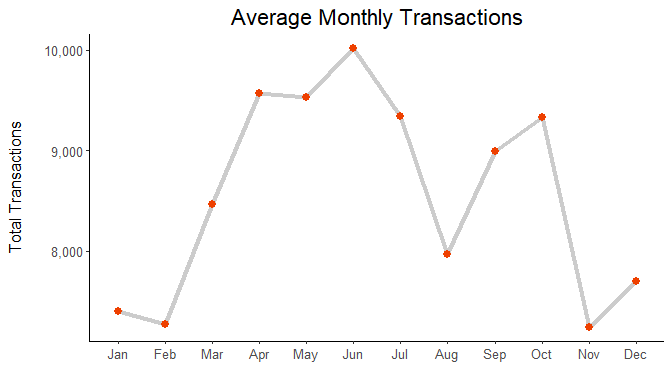 Average Monthly Transactions
Total Transactions
10,000
9,000
8,000
Jan Feb Mar Apr May Jun Jul Aug Sep Oct Nov Dec